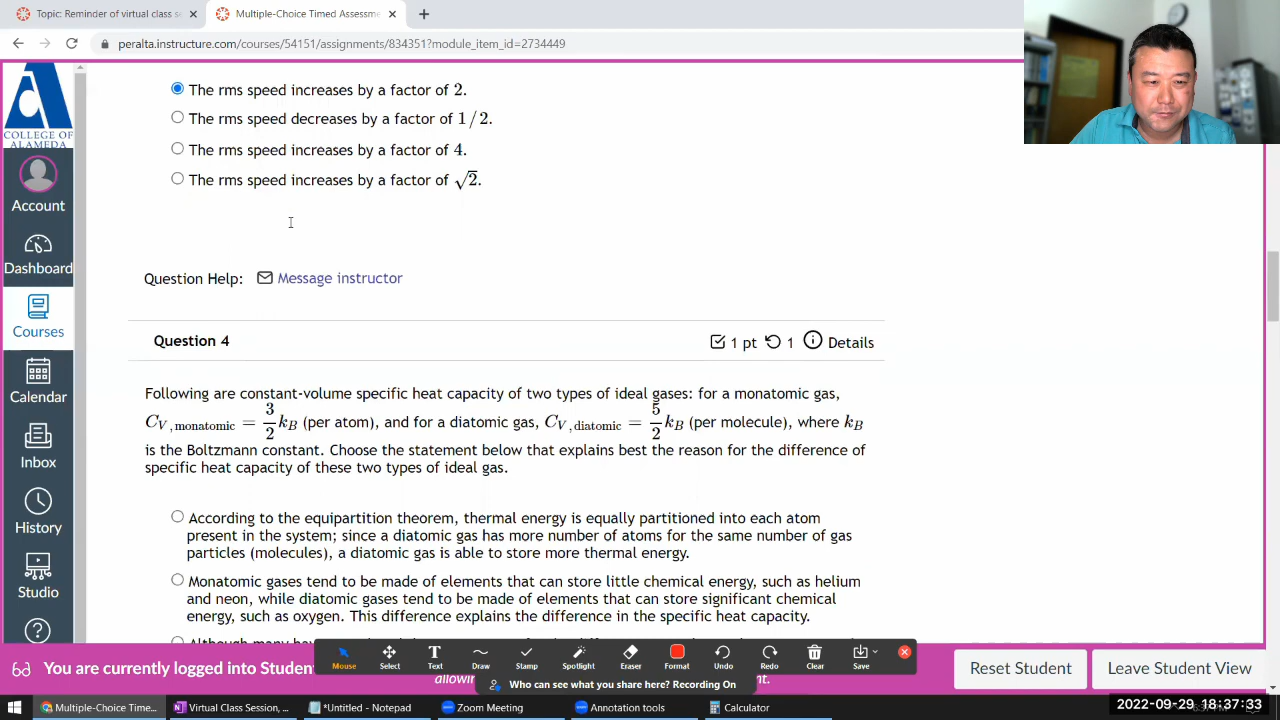 Topic: Reminder of virtual class s
Multiple-Choice Timed Assessme
peralta.instructure.com/courses/54151/assignments/834351?module_item_id=2734449
COLLEGE OF
ALAMEDA
Account
Dashboard
Courses
Calendar
Inbox
History
Studio
The rms speed increases by a factor of 2.
The rms speed decreases by a factor of 1/2.
The rms speed increases by a factor of 4.
The rms speed increases by a factor of √2.
Question Help: Message instructor
Question 4
1 pt 1 Details
Following are constant-volume specific heat capacity of two types of ideal gases: for a monatomic gas,
C_{V,monatomic} = 3/2 k_B (per atom), and for a diatomic gas, C_{V,diatomic} = 5/2 k_B (per molecule), where k_B
is the Boltzmann constant. Choose the statement below that explains best the reason for the difference of
specific heat capacity of these two types of ideal gas.
According to the equipartition theorem, thermal energy is equally partitioned into each atom
present in the system; since a diatomic gas has more number of atoms for the same number of gas
particles (molecules), a diatomic gas is able to store more thermal energy.
Monatomic gases tend to be made of elements that can store little chemical energy, such as helium
and neon, while diatomic gases tend to be made of elements that can store significant chemical
energy, such as oxygen. This difference explains the difference in the specific heat capacity.
Mouse Select Text Draw Stamp Spotlight Eraser Format Undo Redo Clear Save
Who can see what you share here? Recording On
You are currently logged into Studen
Reset Student
Leave Student View
Multiple-Choice Time...
Virtual Class Session, ...
*Untitled - Notepad
Zoom Meeting
Annotation tools
Calculator
2022-09-29 18:37:33